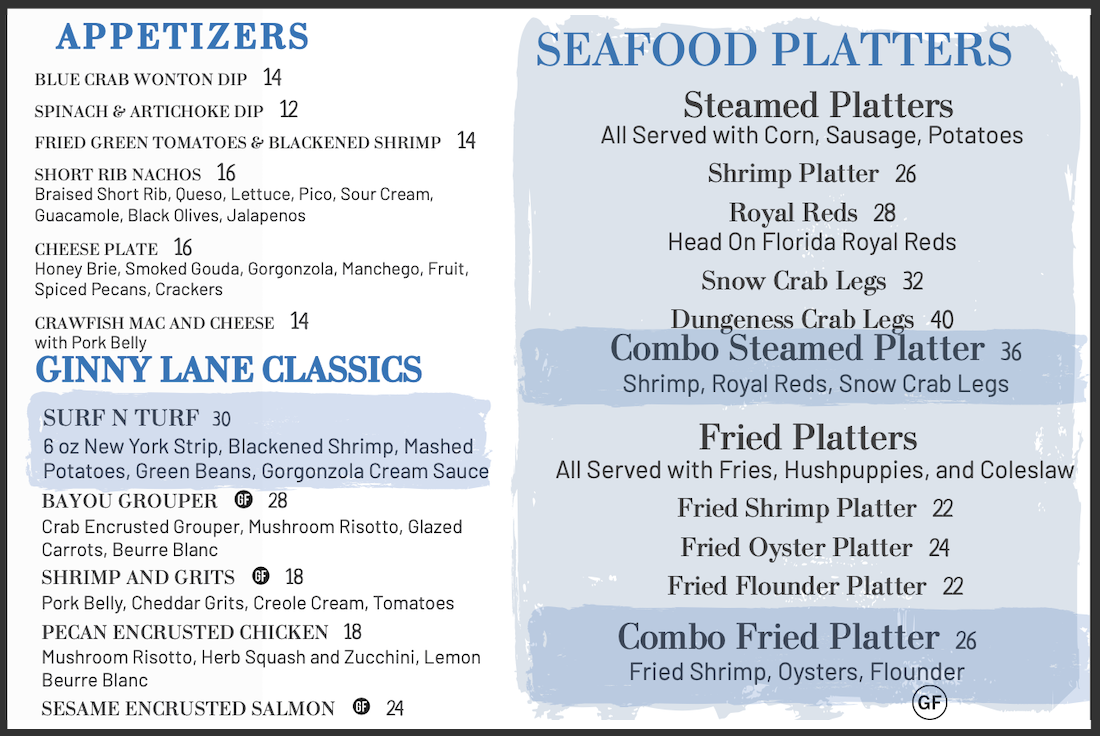 APPETIZERS
BLUE CRAB WONTON DIP 14
SPINACH & ARTICHOKE DIP 12
FRIED GREEN TOMATOES & BLACKENED SHRIMP 14
SHORT RIB NACHOS 16
Braised Short Rib, Queso, Lettuce, Pico, Sour Cream,
Guacamole, Black Olives, Jalapenos
CHEESE PLATE 16
Honey Brie, Smoked Gouda, Gorgonzola, Manchego, Fruit,
Spiced Pecans, Crackers
CRAWFISH MAC AND CHEESE 14
with Pork Belly
GINNY LANE CLASSICS
SURF N TURF 30
6 oz New York Strip, Blackened Shrimp, Mashed
Potatoes, Green Beans, Gorgonzola Cream Sauce
BAYOU GROUPER GF 28
Crab Encrusted Grouper, Mushroom Risotto, Glazed
Carrots, Beurre Blanc
SHRIMP AND GRITS GF 18
Pork Belly, Cheddar Grits, Creole Cream, Tomatoes
PECAN ENCRUSTED CHICKEN 18
Mushroom Risotto, Herb Squash and Zucchini, Lemon
Beurre Blanc
SESAME ENCRUSTED SALMON GF 24
SEAFOOD PLATTERS
Steamed Platters
All Served with Corn, Sausage, Potatoes
Shrimp Platter 26
Royal Reds 28
Head On Florida Royal Reds
Snow Crab Legs 32
Dungeness Crab Legs 40
Combo Steamed Platter 36
Shrimp, Royal Reds, Snow Crab Legs
Fried Platters
All Served with Fries, Hushpuppies, and Coleslaw
Fried Shrimp Platter 22
Fried Oyster Platter 24
Fried Flounder Platter 22
Combo Fried Platter 26
Fried Shrimp, Oysters, Flounder
GF